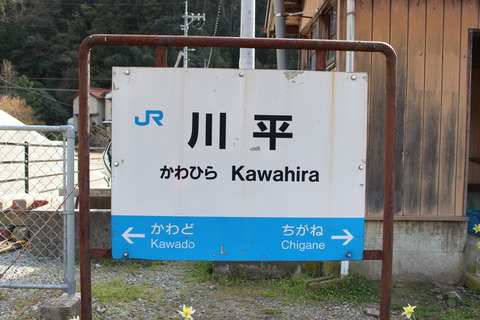 JR
川平
かわひら Kawahira
← かわど ちがね →
Kawado Chigane